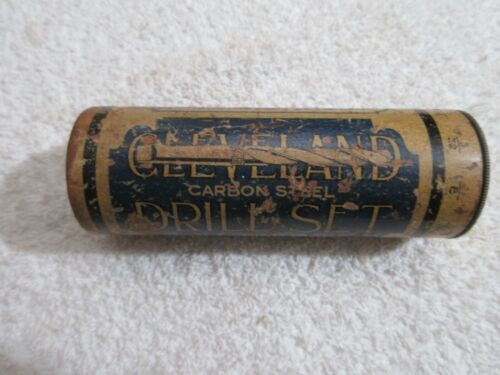 CLEVELAND
CARBON STEEL
DRILL SET